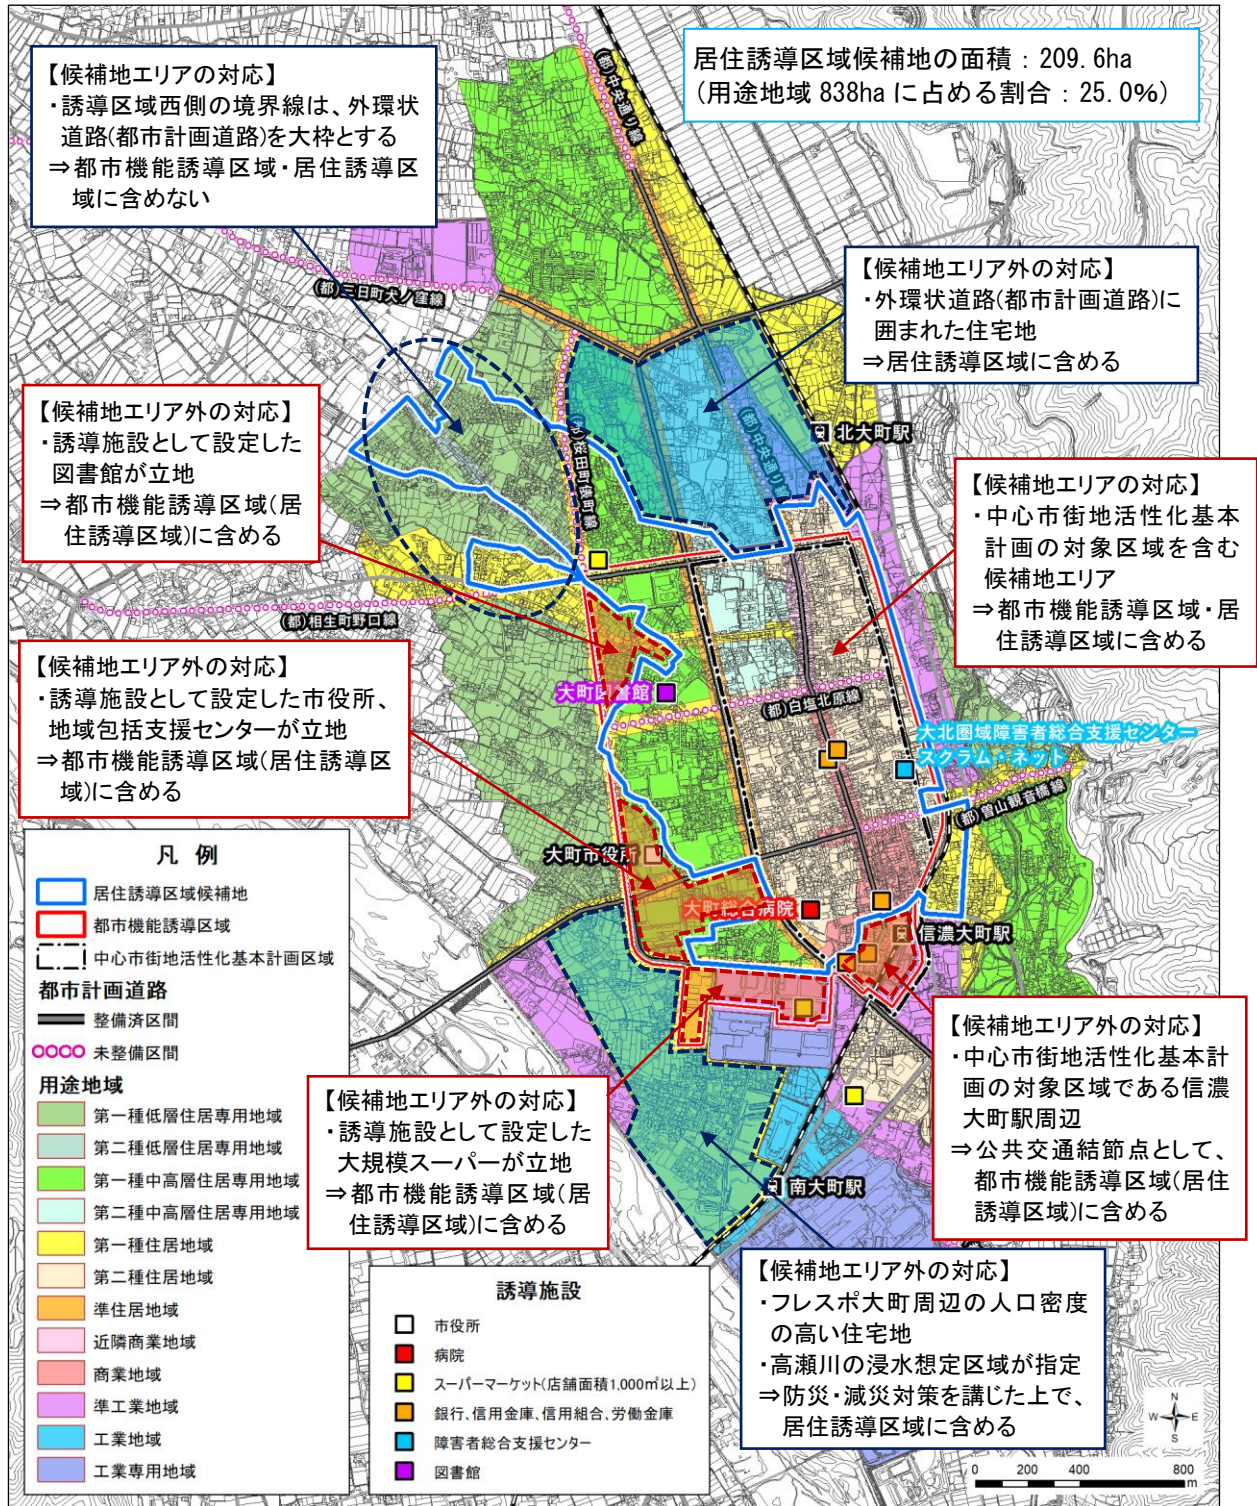 居住誘導区域候補地の面積：209.6ha
(用途地域 838ha に占める割合：25.0%)
【候補地エリアの対応】
・誘導区域西側の境界線は、外環状
道路(都市計画道路)を大枠とする
⇒都市機能誘導区域・居住誘導区
域に含めない
(都)中央通り線
【候補地エリア外の対応】
・外環状道路(都市計画道路)に
囲まれた住宅地
⇒居住誘導区域に含める
(都)三日町大ノ窪線
【候補地エリア外の対応】
・誘導施設として設定した
図書館が立地
⇒都市機能誘導区域(居
住誘導区域)に含める
北大町駅
【候補地エリアの対応】
・中心市街地活性化基本
計画の対象区域を含む
候補地エリア
⇒都市機能誘導区域・居
住誘導区域に含める
(都)相生町野口線
【候補地エリア外の対応】
・誘導施設として設定した市役所、
地域包括支援センターが立地
⇒都市機能誘導区域(居住誘導区
域)に含める
大町図書館
(都)白塩北原線
大北圏域障害者総合支援センター
スクラム・ネット
(都)曽山観音橋線
大町市役所
大町総合病院
信濃大町駅
凡 例
居住誘導区域候補地
都市機能誘導区域
中心市街地活性化基本計画区域
都市計画道路
整備済区間
未整備区間
用途地域
第一種低層住居専用地域
第二種低層住居専用地域
第一種中高層住居専用地域
第二種中高層住居専用地域
第一種住居地域
第二種住居地域
準住居地域
近隣商業地域
商業地域
準工業地域
工業地域
工業専用地域
【候補地エリア外の対応】
・誘導施設として設定した
大規模スーパーが立地
⇒都市機能誘導区域(居
住誘導区域)に含める
【候補地エリア外の対応】
・中心市街地活性化基本計
画の対象区域である信濃
大町駅周辺
⇒公共交通結節点として、
都市機能誘導区域(居住
誘導区域)に含める
南大町駅
誘導施設
市役所
病院
スーパーマーケット(店舗面積1,000㎡以上)
銀行、信用金庫、信用組合、労働金庫
障害者総合支援センター
図書館
【候補地エリア外の対応】
・フレスポ大町周辺の人口密度
の高い住宅地
・高瀬川の浸水想定区域が指定
⇒防災・減災対策を講じた上で、
居住誘導区域に含める
N
W E
S
0 200 400 800
m